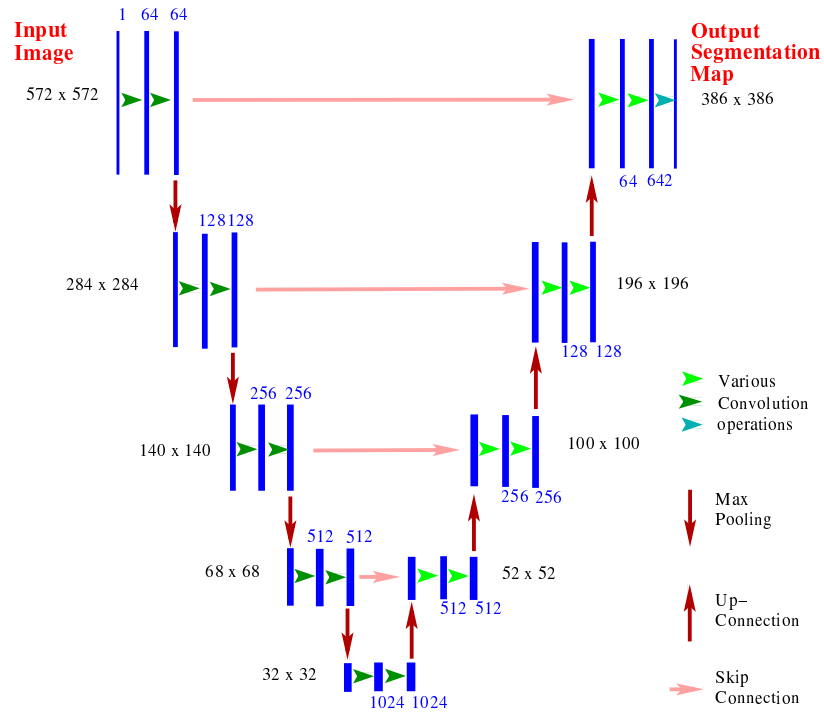 Input
Image
1 64 64
572 x 572
Output
Segmentation
Map
386 x 386
64 642
128128
284 x 284
196 x 196
128 128
256 256
140 x 140
100 x 100
256 256
512 512
68 x 68
52 x 52
512 512
32 x 32
1024 1024
Various
Convolution
operations
Max
Pooling
Up–
Connection
Skip
Connection